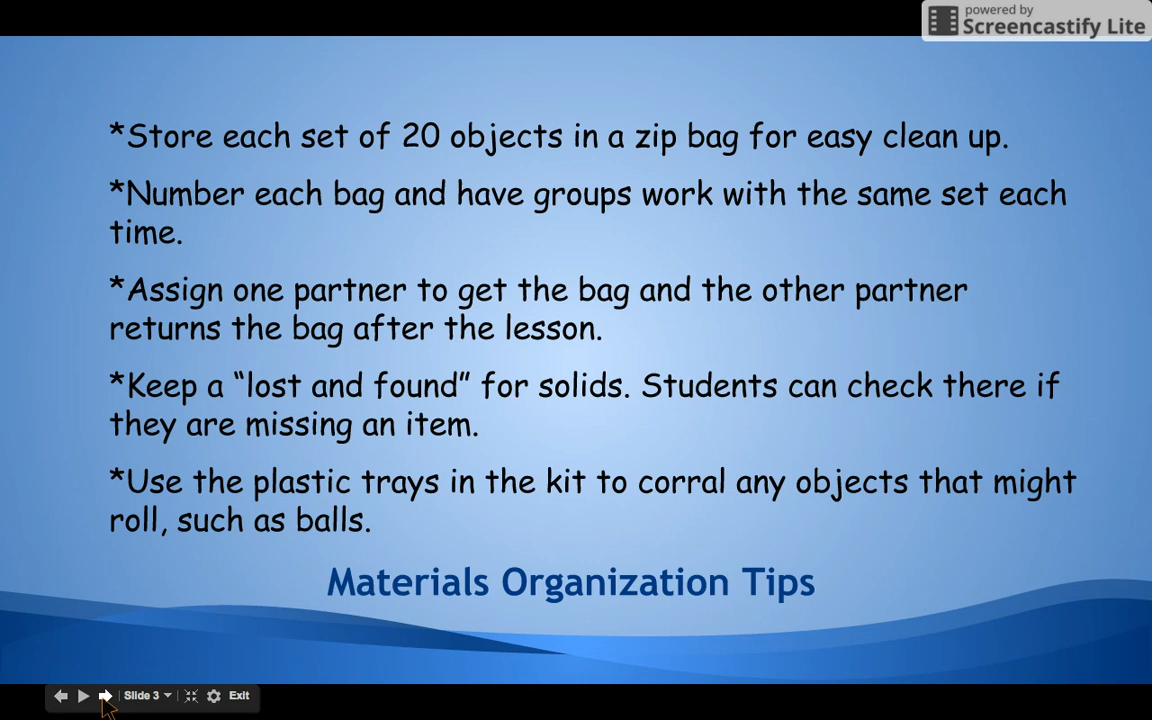 powered by
Screencastify Lite
*Store each set of 20 objects in a zip bag for easy clean up.
*Number each bag and have groups work with the same set each
time.
*Assign one partner to get the bag and the other partner
returns the bag after the lesson.
*Keep a “lost and found” for solids. Students can check there if
they are missing an item.
*Use the plastic trays in the kit to corral any objects that might
roll, such as balls.
Materials Organization Tips
Slide 3 Exit